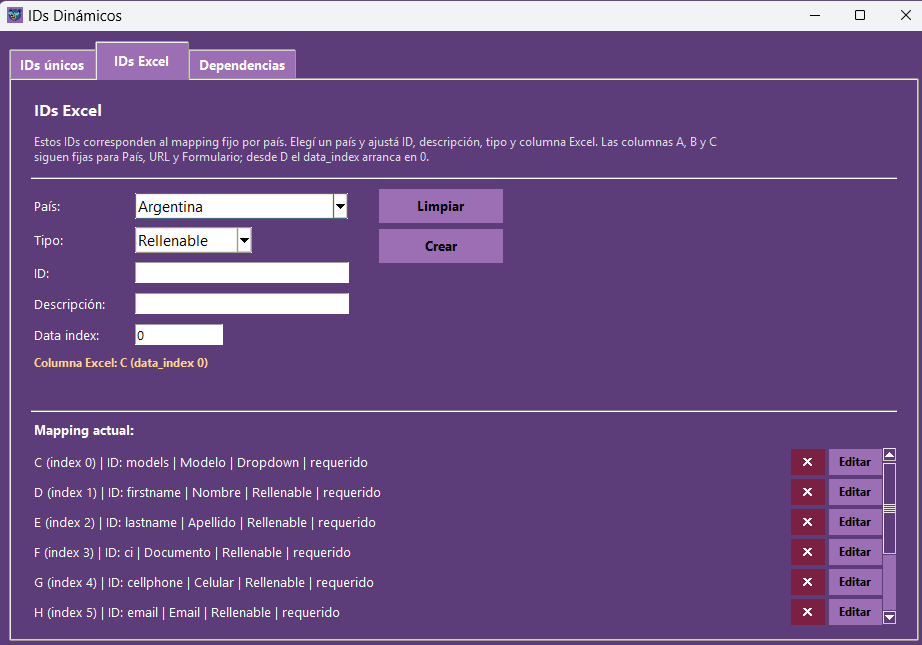 IDs Dinámicos
IDs únicos
IDs Excel
Dependencias
IDs Excel
Estos IDs corresponden al mapping fijo por país. Elegí un país y ajustá ID, descripción, tipo y columna Excel. Las columnas A, B y C
siguen fijas para País, URL y Formulario; desde D el data_index arranca en 0.
País:
Argentina
Limpiar
Tipo:
Rellenable
Crear
ID:
Descripción:
Data index:
0
Columna Excel: C (data_index 0)
Mapping actual:
C (index 0) | ID: models | Modelo | Dropdown | requerido
× Editar
D (index 1) | ID: firstname | Nombre | Rellenable | requerido
× Editar
E (index 2) | ID: lastname | Apellido | Rellenable | requerido
× Editar
F (index 3) | ID: ci | Documento | Rellenable | requerido
× Editar
G (index 4) | ID: cellphone | Celular | Rellenable | requerido
× Editar
H (index 5) | ID: email | Email | Rellenable | requerido
× Editar